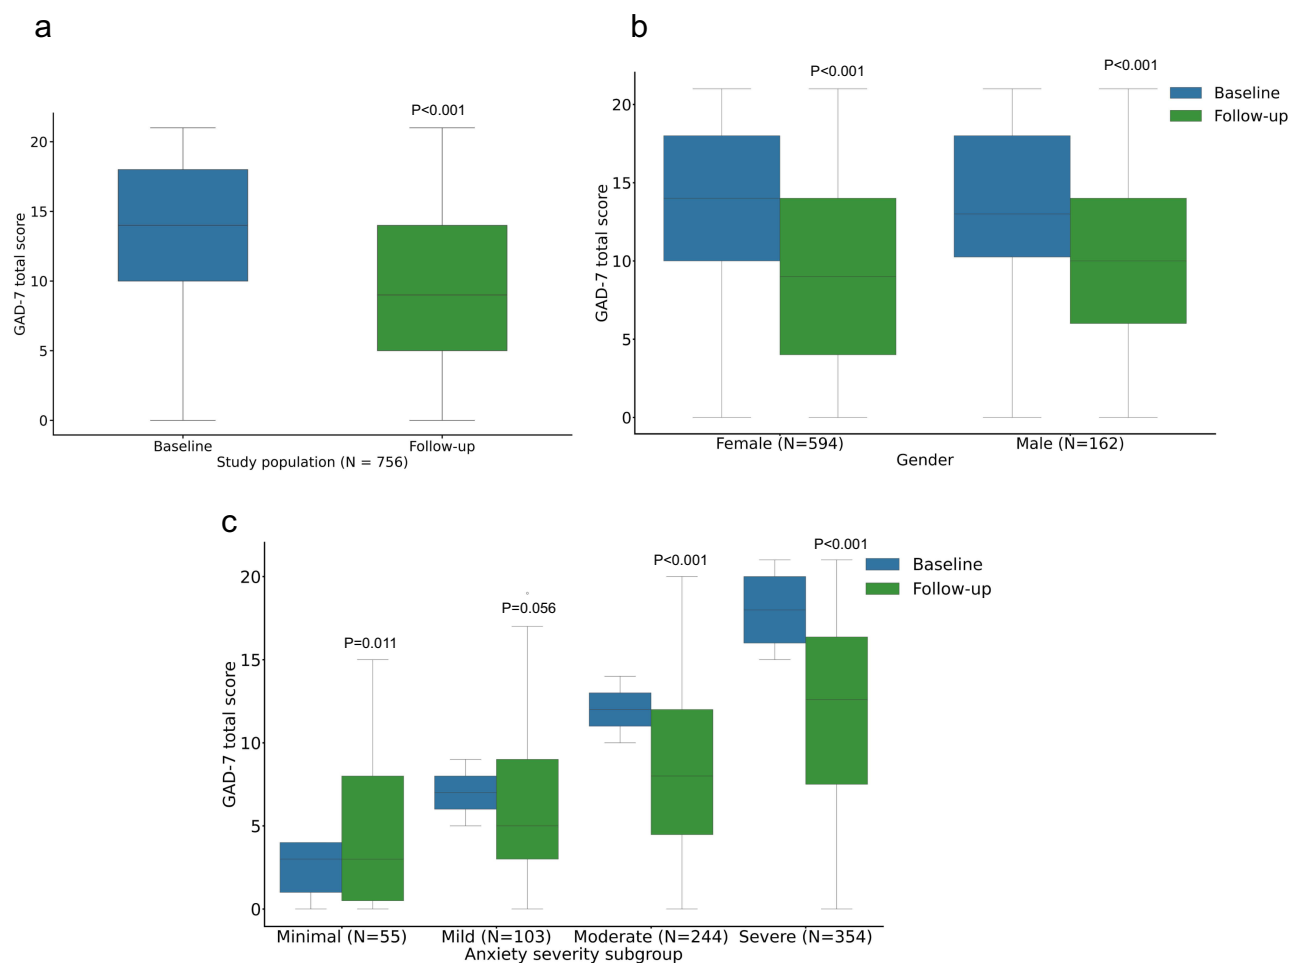 a
P<0.001
20
15
10
5
0
GAD-7 total score
Baseline
Follow-up
Study population (N = 756)
b
P<0.001
P<0.001
Baseline
Follow-up
20
15
10
5
0
GAD-7 total score
Female (N=594)
Male (N=162)
Gender
c
P=0.011
P=0.056
P<0.001
P<0.001
Baseline
Follow-up
20
15
10
5
0
GAD-7 total score
Minimal (N=55)
Mild (N=103)
Moderate (N=244)
Severe (N=354)
Anxiety severity subgroup